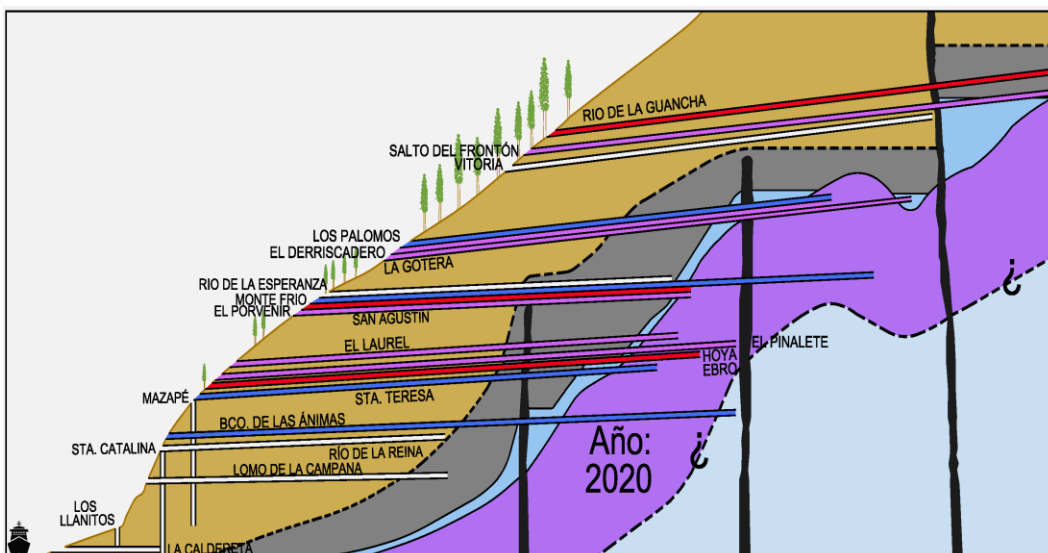 RIO DE LA GUANCHA
SALTO DEL FRONTÓN
VITORIA
LOS PALOMOS
EL DERRISCADERO
LA GOTERA
RIO DE LA ESPERANZA
MONTE FRIO
EL PORVENIR
SAN AGUSTIN
EL LAUREL
EL PINALETE
HOYA
EBRO
MAZAPÉ
STA. TERESA
BCO. DE LAS ÁNIMAS
STA. CATALINA
RÍO DE LA REINA
LOMO DE LA CAMPANA
LOS
LLANITOS
LA CALDERETA
Año:
2020
¿
¿